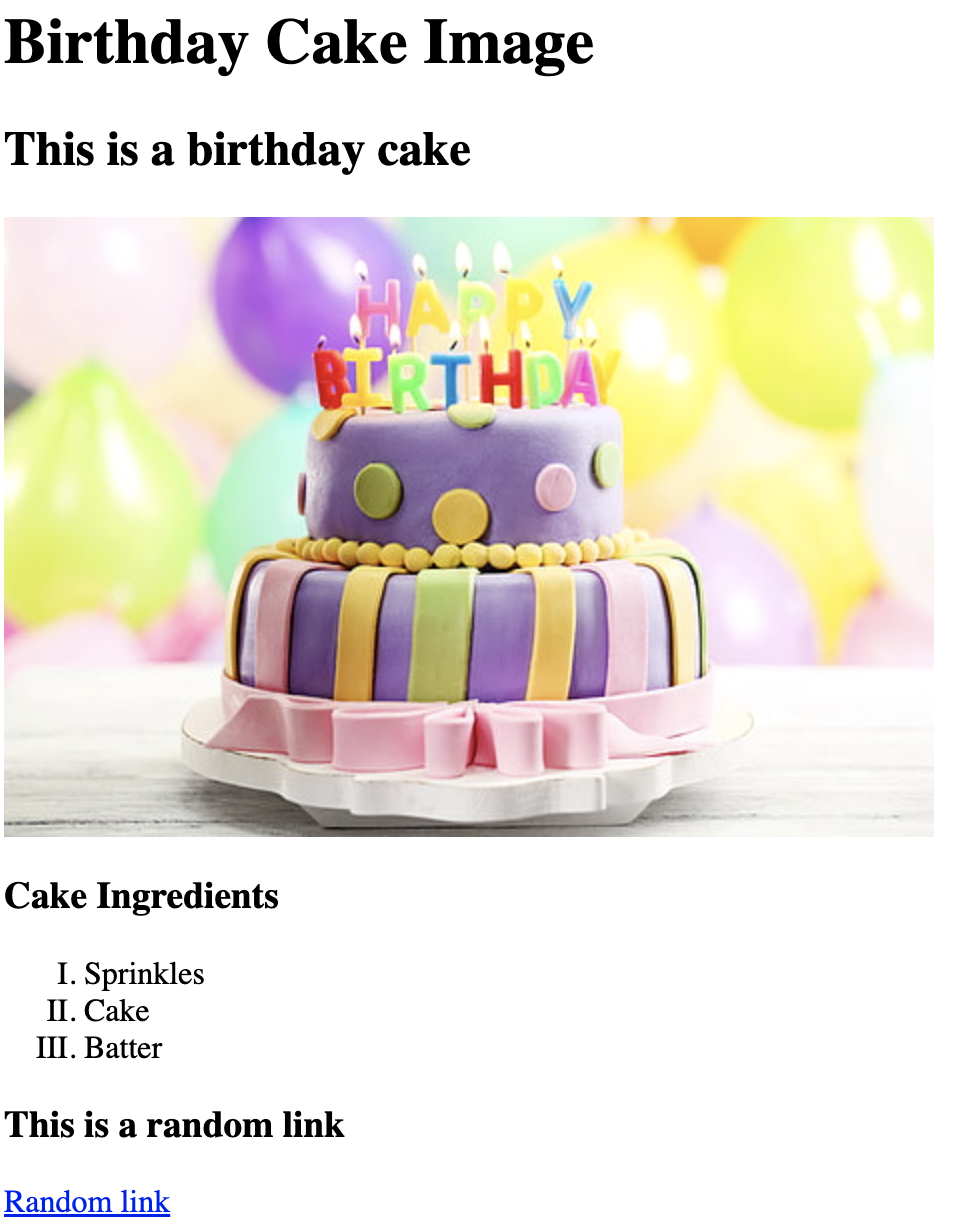 Birthday Cake Image
This is a birthday cake
HAPPY
BIRTHDAY
Cake Ingredients
I. Sprinkles
II. Cake
III. Batter
This is a random link
Random link